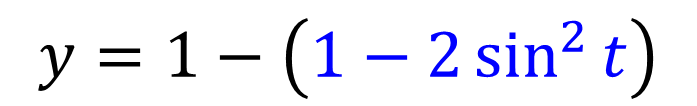 y = 1 − (1 − 2 sin² t)